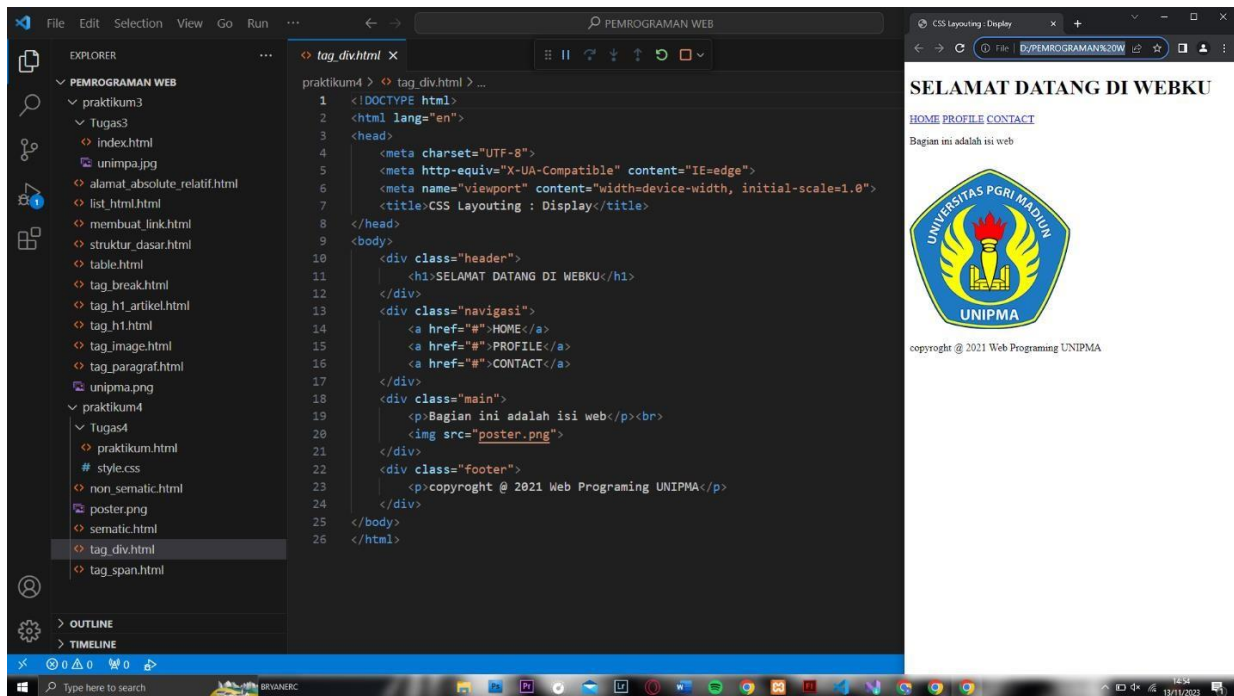 File Edit Selection View Go Run ··· PEMROGRAMAN WEB
EXPLORER ···
PEMROGRAMAN WEB
praktikum3
Tugas3
index.html
unimpa.jpg
alamat_absolute_relatif.html
list_html.html
membuat_link.html
struktur_dasar.html
table.html
tag_break.html
tag_h1_artikel.html
tag_h1.html
tag_image.html
tag_paragraf.html
unipma.png
praktikum4
Tugas4
praktikum.html
# style.css
non_sematic.html
poster.png
sematic.html
tag_div.html
tag_span.html
OUTLINE
TIMELINE
1
tag_div.html
praktikum4 > tag_div.html > ...
1 <!DOCTYPE html>
2 <html lang="en">
3 <head>
4 <meta charset="UTF-8">
5 <meta http-equiv="X-UA-Compatible" content="IE=edge">
6 <meta name="viewport" content="width=device-width, initial-scale=1.0">
7 <title>CSS Layouting : Display</title>
8 </head>
9 <body>
10 <div class="header">
11 <h1>SELAMAT DATANG DI WEBKU</h1>
12 </div>
13 <div class="navigasi">
14 <a href="#">HOME</a>
15 <a href="#">PROFILE</a>
16 <a href="#">CONTACT</a>
17 </div>
18 <div class="main">
19 <p>Bagian ini adalah isi web</p><br>
20 <img src="poster.png">
21 </div>
22 <div class="footer">
23 <p>copyroght @ 2021 Web Programing UNIPMA</p>
24 </div>
25 </body>
26 </html>
0 0 0 0
CSS Layouting : Display
File D:/PEMROGRAMAN%20W
SELAMAT DATANG DI WEBKU
HOME PROFILE CONTACT
Bagian ini adalah isi web
UNIVERSITAS PGRI MADIUN
UNIPMA
copyroght @ 2021 Web Programing UNIPMA
Type here to search BRYANERC Ps Pr Lr
14:54
13/11/2023